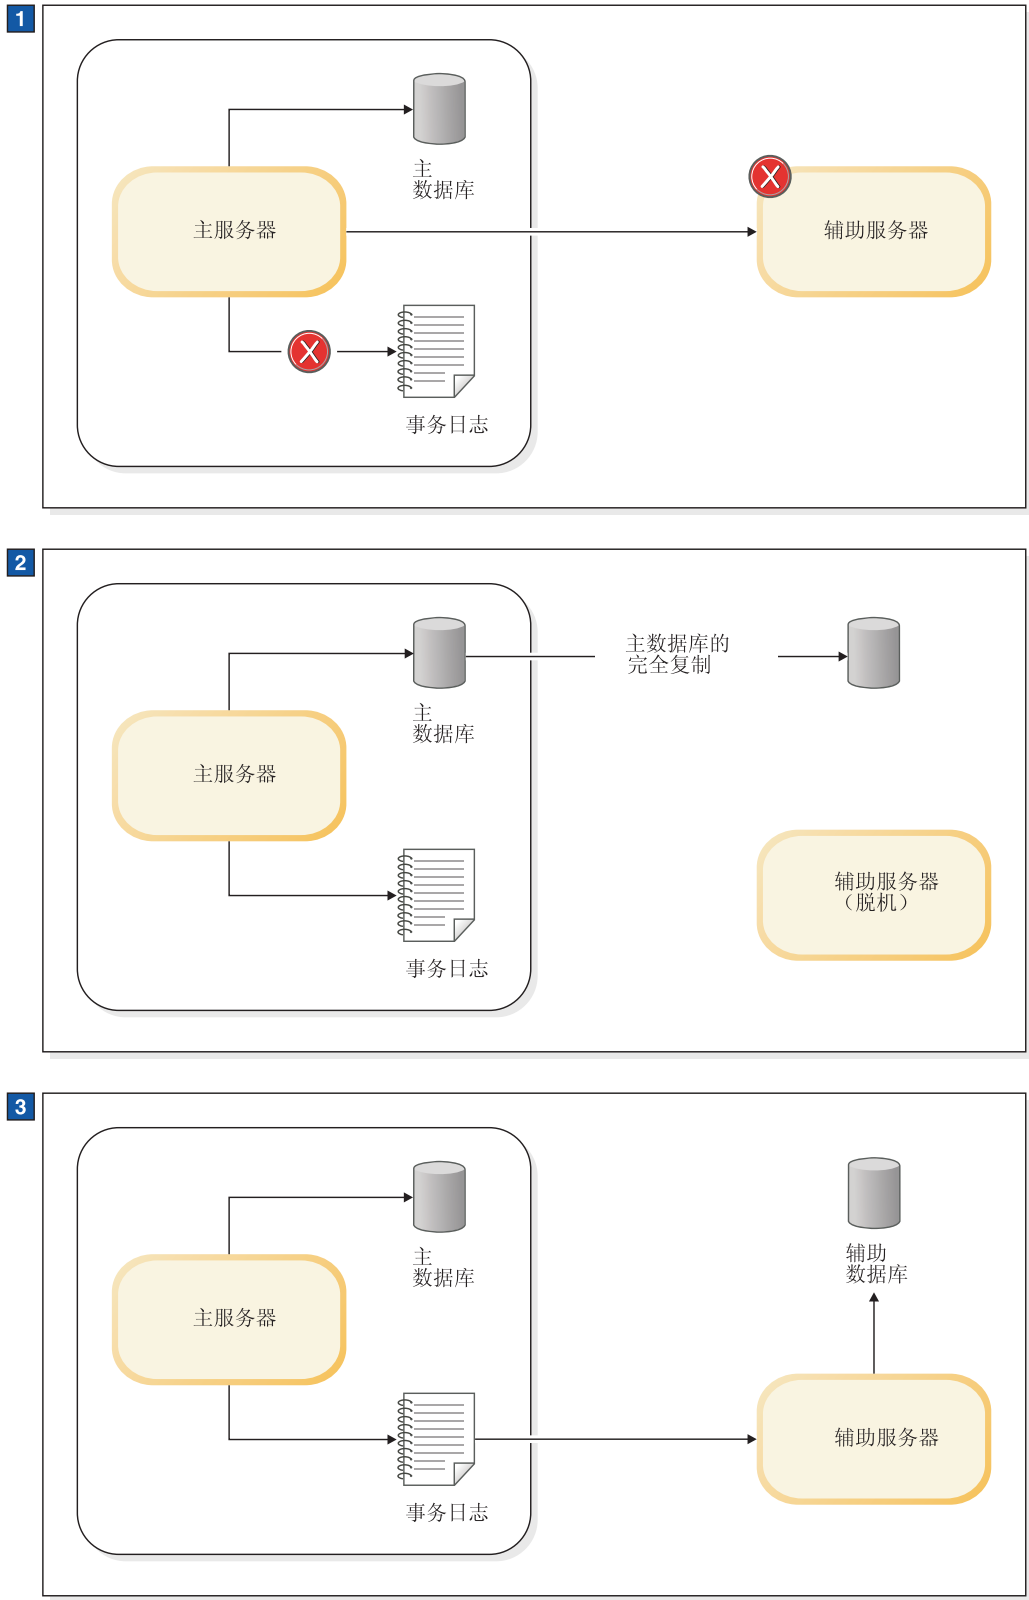 1
主
数据库
主服务器
辅助服务器
事务日志
2
主数据库的
完全复制
主
数据库
主服务器
辅助服务器
（脱机）
事务日志
3
主
数据库
辅助
数据库
主服务器
辅助服务器
事务日志